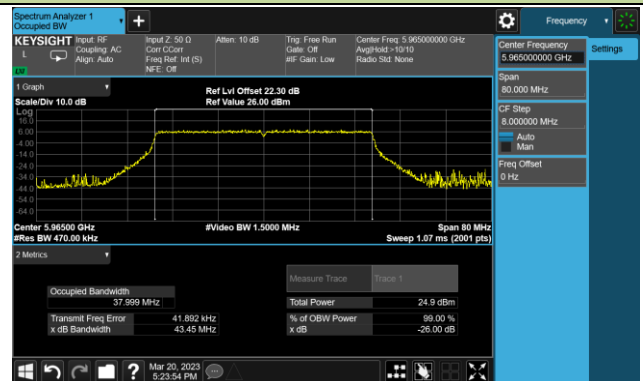 Spectrum Analyzer 1
Occupied BW
+
Frequency
KEYSIGHT
L
Input: RF
Coupling: AC
Align: Auto
Input Z: 50 Ω
Corr CCorr
Freq Ref: Int (S)
NFE: Off
Atten: 10 dB
Trig: Free Run
Gate: Off
#IF Gain: Low
Center Freq: 5.965000000 GHz
Avg|Hold:>10/10
Radio Std: None
Center Frequency
5.965000000 GHz
Settings
Span
80.000 MHz
CF Step
8.000000 MHz
Auto
Man
Freq Offset
0 Hz
1 Graph
Scale/Div 10.0 dB
Ref Lvl Offset 22.30 dB
Ref Value 26.00 dBm
Log
16.0
6.00
-4.00
-14.0
-24.0
-34.0
-44.0
-54.0
-64.0
Center 5.96500 GHz
#Res BW 470.00 kHz
#Video BW 1.5000 MHz
Span 80 MHz
Sweep 1.07 ms (2001 pts)
2 Metrics
Measure Trace Trace 1
Occupied Bandwidth
37.999 MHz
Total Power 24.9 dBm
Transmit Freq Error 41.892 kHz
% of OBW Power 99.00 %
x dB Bandwidth 43.45 MHz
x dB -26.00 dB
?
Mar 20, 2023
5:23:54 PM